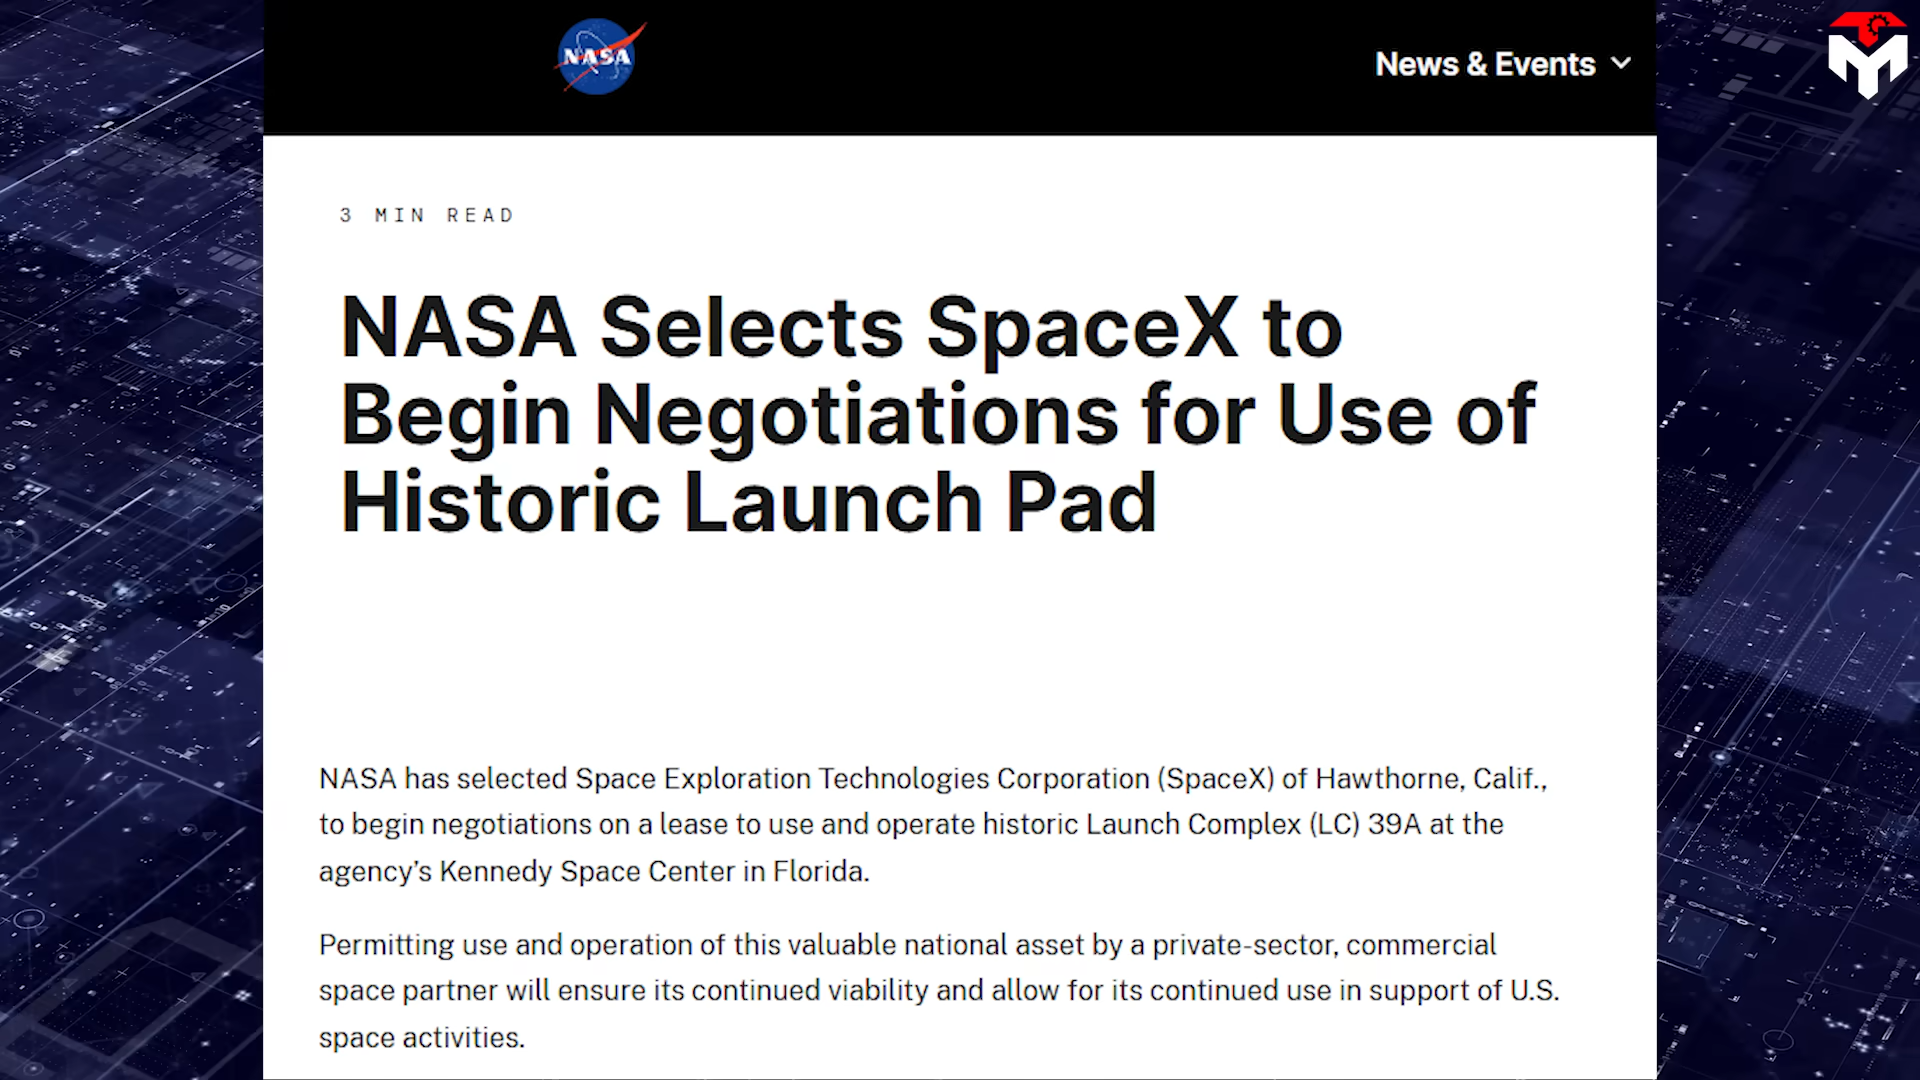 NASA
News & Events
3 MIN READ
NASA Selects SpaceX to
Begin Negotiations for Use of
Historic Launch Pad
NASA has selected Space Exploration Technologies Corporation (SpaceX) of Hawthorne, Calif.,
to begin negotiations on a lease to use and operate historic Launch Complex (LC) 39A at the
agency’s Kennedy Space Center in Florida.
Permitting use and operation of this valuable national asset by a private-sector, commercial
space partner will ensure its continued viability and allow for its continued use in support of U.S.
space activities.